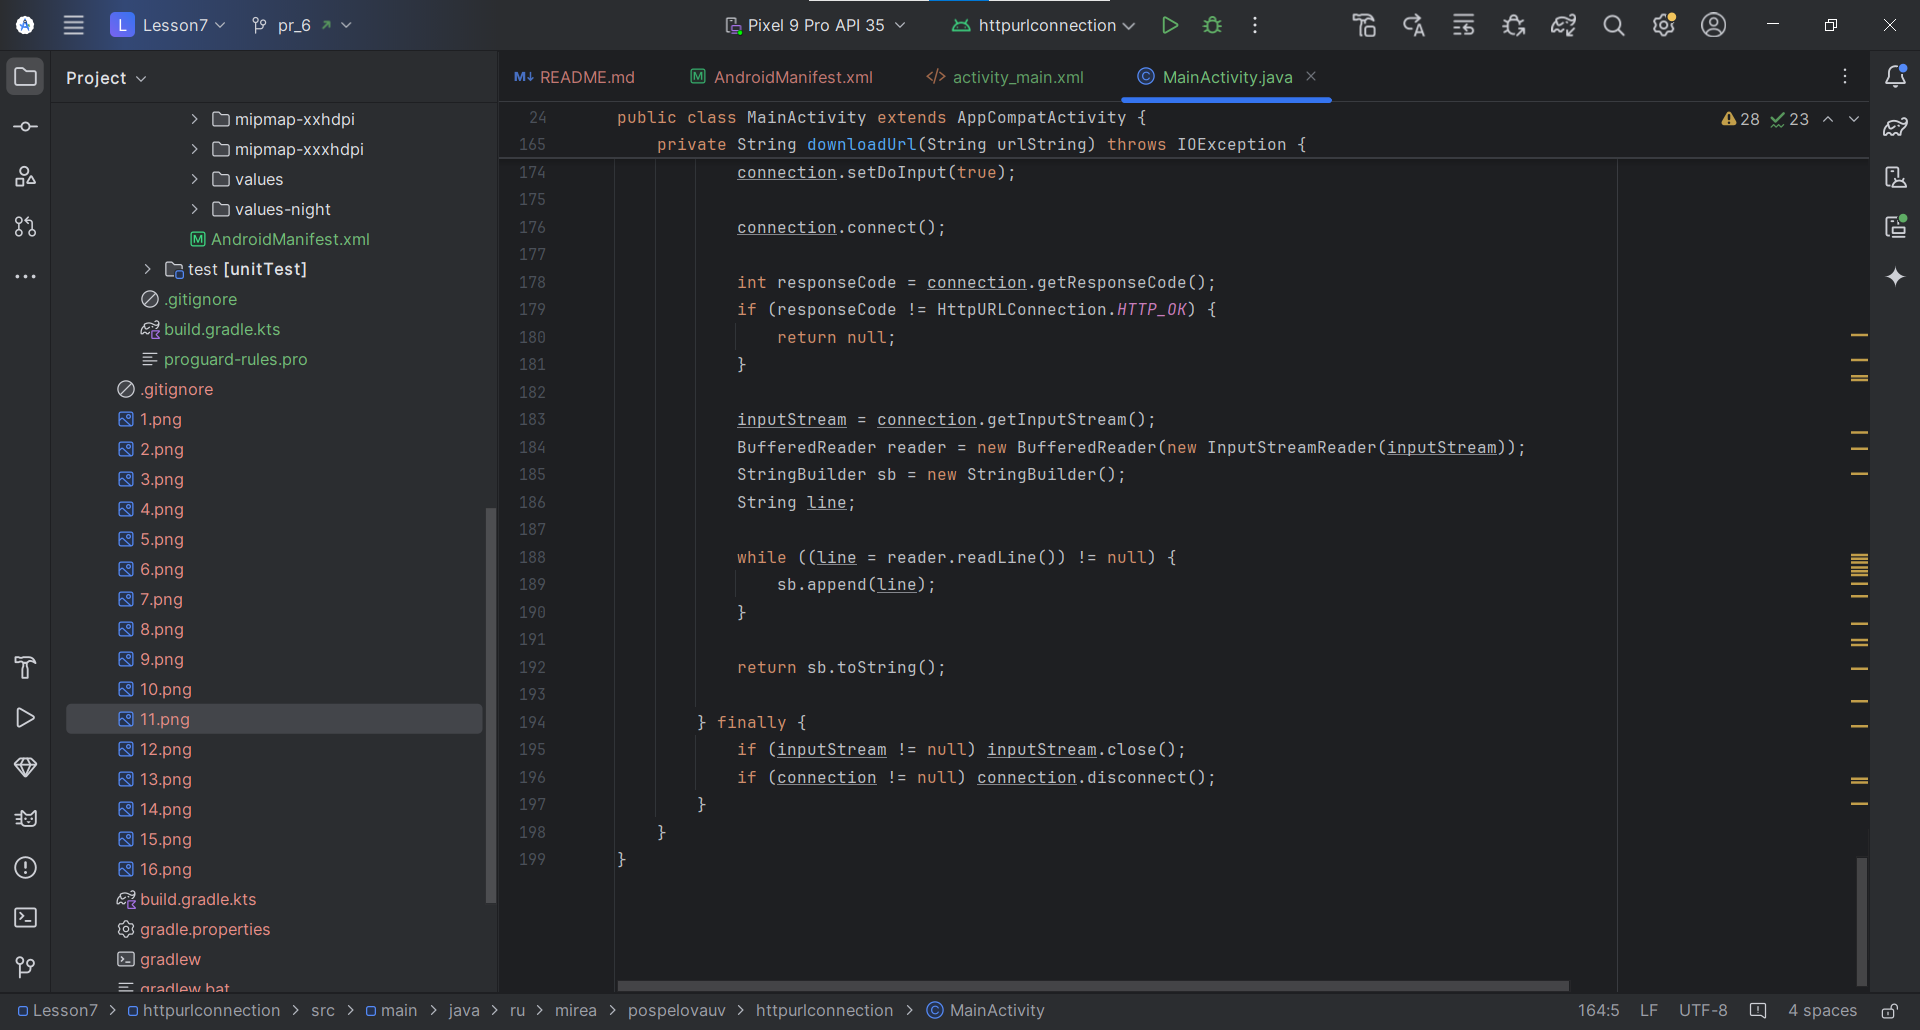 L Lesson7 pr_6 Pixel 9 Pro API 35 httpurlconnection
Project
README.md AndroidManifest.xml activity_main.xml MainActivity.java
mipmap-xxhdpi
mipmap-xxxhdpi
values
values-night
AndroidManifest.xml
test [unitTest]
.gitignore
build.gradle.kts
proguard-rules.pro
.gitignore
1.png
2.png
3.png
4.png
5.png
6.png
7.png
8.png
9.png
10.png
11.png
12.png
13.png
14.png
15.png
16.png
build.gradle.kts
gradle.properties
gradlew
gradlew.bat
28 23
24 public class MainActivity extends AppCompatActivity {
165 private String downloadUrl(String urlString) throws IOException {
174 connection.setDoInput(true);
175
176 connection.connect();
177
178 int responseCode = connection.getResponseCode();
179 if (responseCode != HttpURLConnection.HTTP_OK) {
180 return null;
181 }
182
183 inputStream = connection.getInputStream();
184 BufferedReader reader = new BufferedReader(new InputStreamReader(inputStream));
185 StringBuilder sb = new StringBuilder();
186 String line;
187
188 while ((line = reader.readLine()) != null) {
189 sb.append(line);
190 }
191
192 return sb.toString();
193
194 } finally {
195 if (inputStream != null) inputStream.close();
196 if (connection != null) connection.disconnect();
197 }
198 }
199 }
Lesson7 > httpurlconnection > src > main > java > ru > mirea > pospelovauv > httpurlconnection > MainActivity 164:5 LF UTF-8 4 spaces